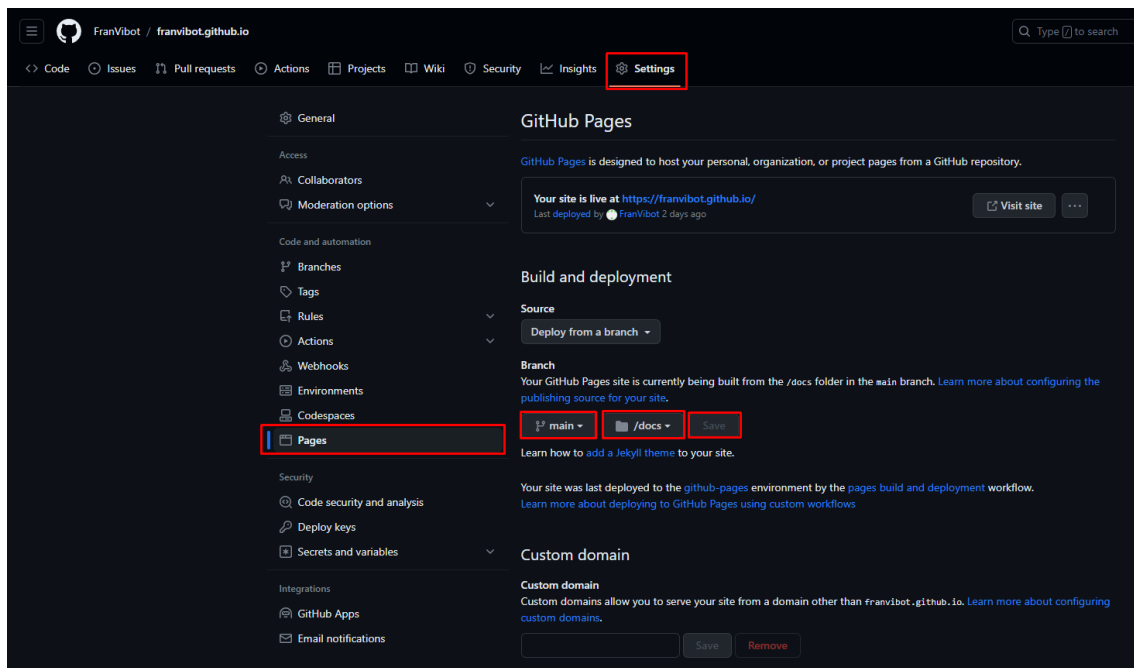 FranVibot / franvibot.github.io
Type / to search
Code Issues Pull requests Actions Projects Wiki Security Insights Settings
General
Access
Collaborators
Moderation options
Code and automation
Branches
Tags
Rules
Actions
Webhooks
Environments
Codespaces
Pages
Security
Code security and analysis
Deploy keys
Secrets and variables
Integrations
GitHub Apps
Email notifications
GitHub Pages
GitHub Pages is designed to host your personal, organization, or project pages from a GitHub repository.
Your site is live at https://franvibot.github.io/
Last deployed by FranVibot 2 days ago
Visit site
Build and deployment
Source
Deploy from a branch
Branch
Your GitHub Pages site is currently being built from the /docs folder in the main branch. Learn more about configuring the
publishing source for your site.
main /docs Save
Learn how to add a Jekyll theme to your site.
Your site was last deployed to the github-pages environment by the pages build and deployment workflow.
Learn more about deploying to GitHub Pages using custom workflows
Custom domain
Custom domain
Custom domains allow you to serve your site from a domain other than franvibot.github.io. Learn more about configuring
custom domains.
Save Remove